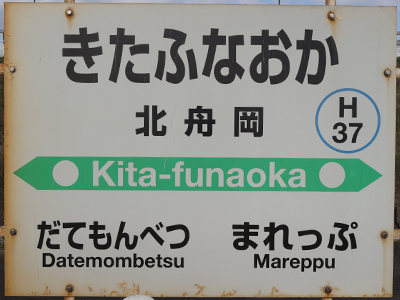 きたふなおか
北舟岡
H
37
Kita-funaoka
だてもんべつ
Datemombetsu
まれっぷ
Mareppu